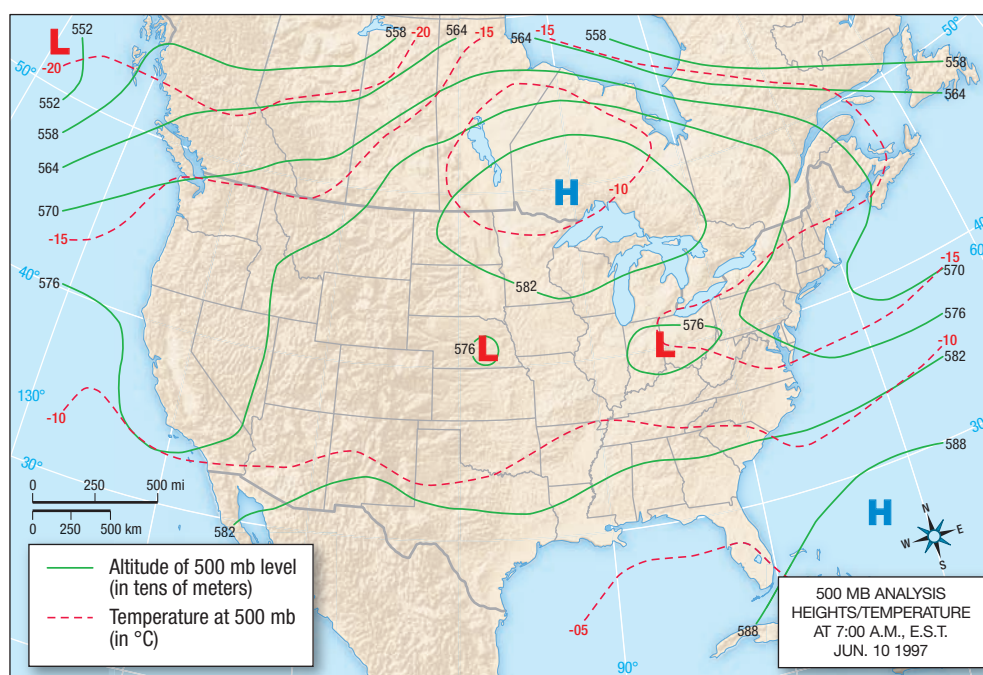 L
552
-20
552
50°
558
558
-20
564
-15
564
-15
558
50°
558
564
564
570
-15
40°
576
130°
-10
30°
H
-10
582
L
576
L
576
40°
60°
-15
570
576
-10
582
30°
588
H
N
W
E
S
0 250 500 mi
0 250 500 km
582
-05
588
90°
Altitude of 500 mb level
(in tens of meters)
Temperature at 500 mb
(in °C)
500 MB ANALYSIS
HEIGHTS/TEMPERATURE
AT 7:00 A.M., E.S.T.
JUN. 10 1997